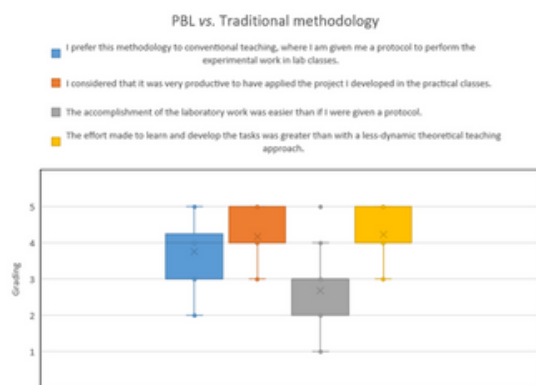 PBL vs. Traditional methodology
I prefer this methodology to conventional teaching, where I am given me a protocol to perform the
experimental work in lab classes.
I considered that it was very productive to have applied the project I developed in the practical classes.
The accomplishment of the laboratory work was easier than if I were given a protocol.
The effort made to learn and develop the tasks was greater than with a less-dynamic theoretical teaching
approach.
5
4
3
2
1
Grading